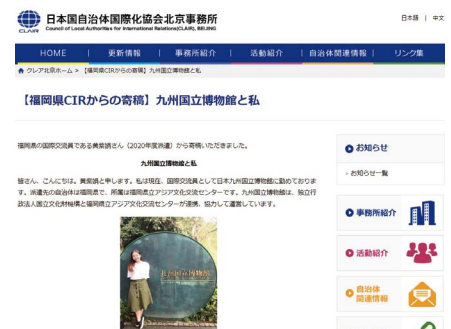 日本国自治体国際化協会北京事務所
CLAIR
Council of Local Authorities for International Relations(CLAIR), BEIJING
日本語 | 中文
HOME | 更新情報 | 事務所紹介 | 活動紹介 | 自治体関連情報 | リンク集
クレア北京ホーム > 【福岡県CIRからの寄稿】九州国立博物館と私
【福岡県CIRからの寄稿】九州国立博物館と私
福岡県の国際交流員である黄紫嫣さん（2020年度派遣）から寄稿いただきました。
九州国立博物館と私
皆さん、こんにちは。黄紫嫣と申します。私は現在、国際交流員として日本九州国立博物館に勤めておりま
す。派遣先の自治体は福岡県で、所属は福岡県立アジア文化交流センターです。九州国立博物館は、独立行
政法人国立文化財機構と福岡県立アジア文化交流センターが連携、協力して運営しています。
九州国立博物館
お知らせ
お知らせ一覧
事務所紹介
活動紹介
自治体
関連情報